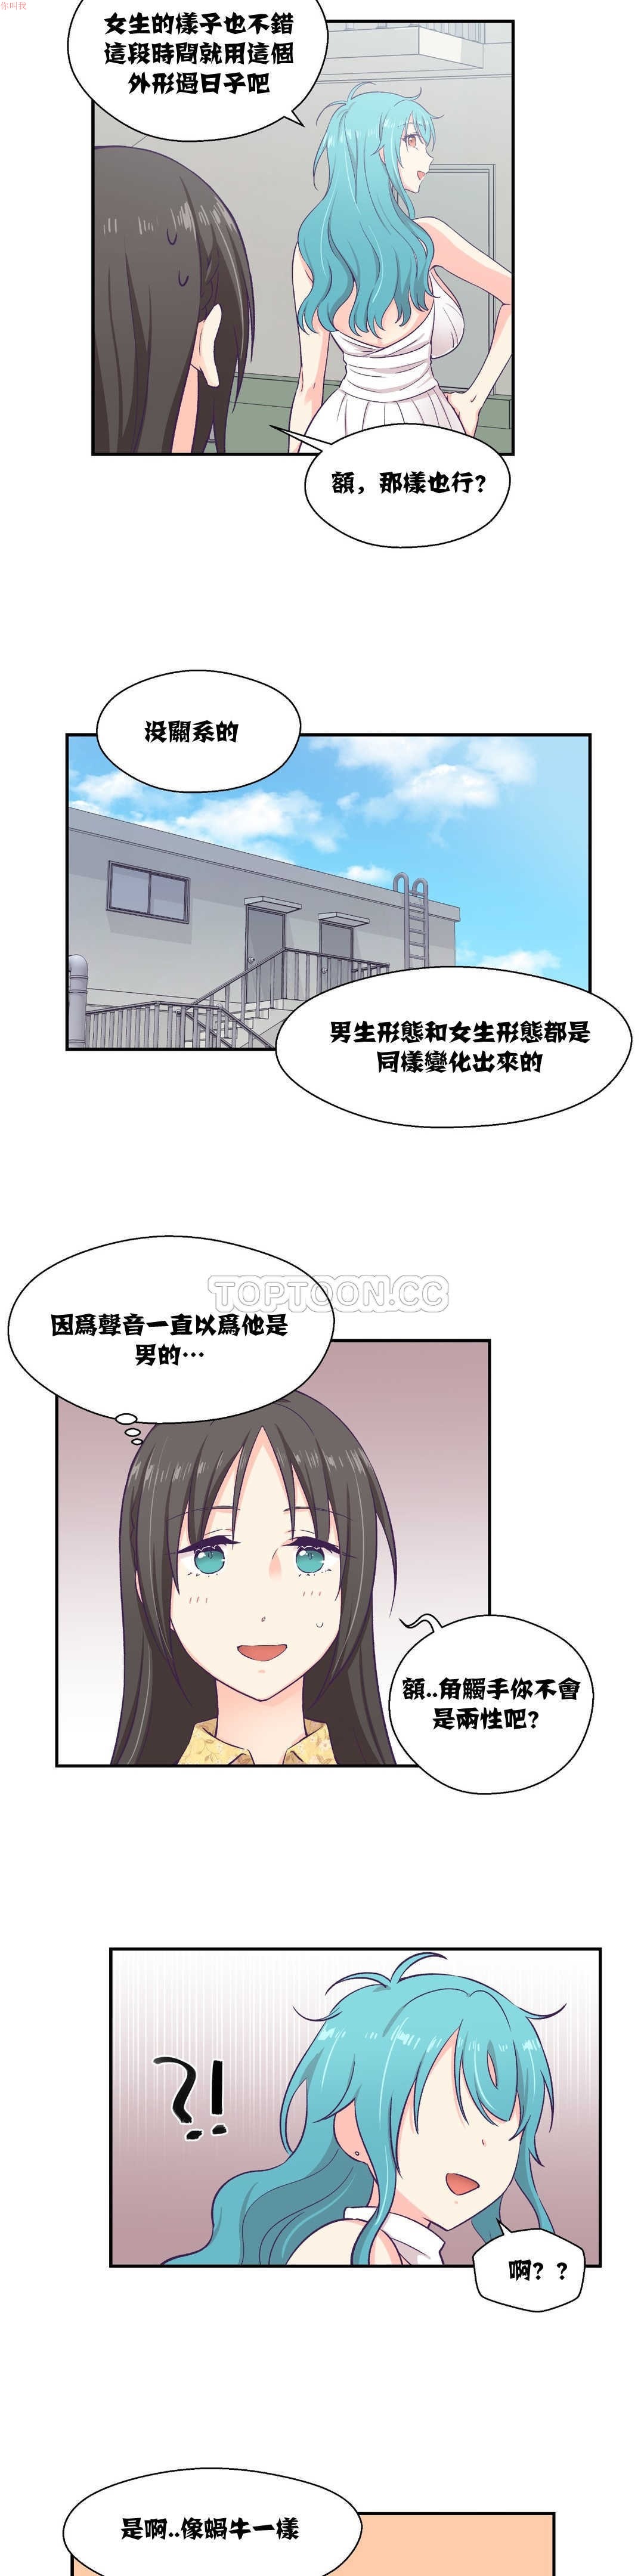 你叫我
女生的樣子也不錯
這段時間就用這個
外形過日子吧
額，那樣也行?
没關系的
男生形態和女生形態都是
同樣變化出來的
TOPTOON.CC
因爲聲音一直以爲他是
男的…
額..角觸手你不會
是兩性吧?
?!
啊? ?
是啊..像蝸牛一樣